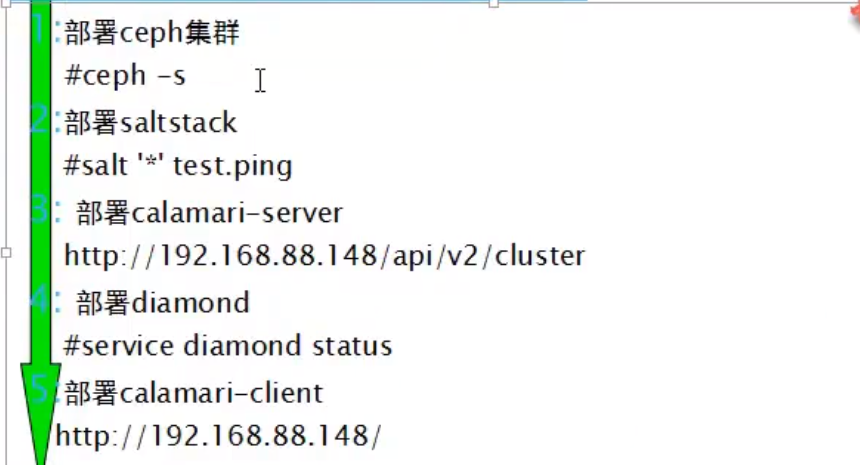 1:部署ceph集群
#ceph -s
2:部署saltstack
#salt '*' test.ping
3: 部署calamari-server
http://192.168.88.148/api/v2/cluster
4: 部署diamond
#service diamond status
5:部署calamari-client
http://192.168.88.148/